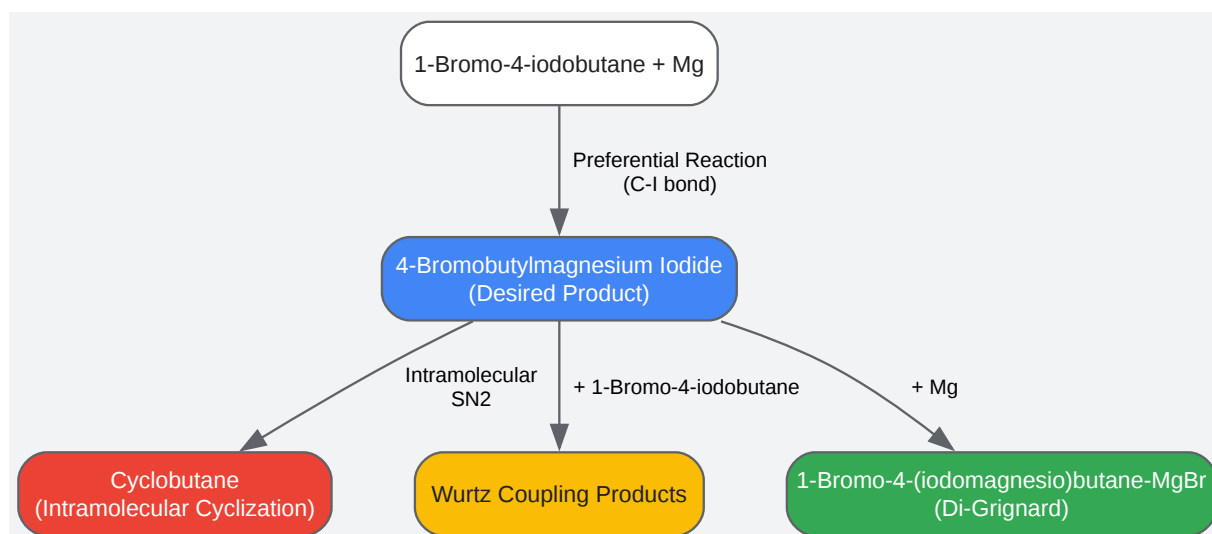 1-Bromo-4-iodobutane + Mg
Preferential Reaction
(C-I bond)
4-Bromobutylmagnesium Iodide
(Desired Product)
Intramolecular
SN2
+ 1-Bromo-4-iodobutane
+ Mg
Cyclobutane
(Intramolecular Cyclization)
Wurtz Coupling Products
1-Bromo-4-(iodomagnesio)butane-MgBr
(Di-Grignard)